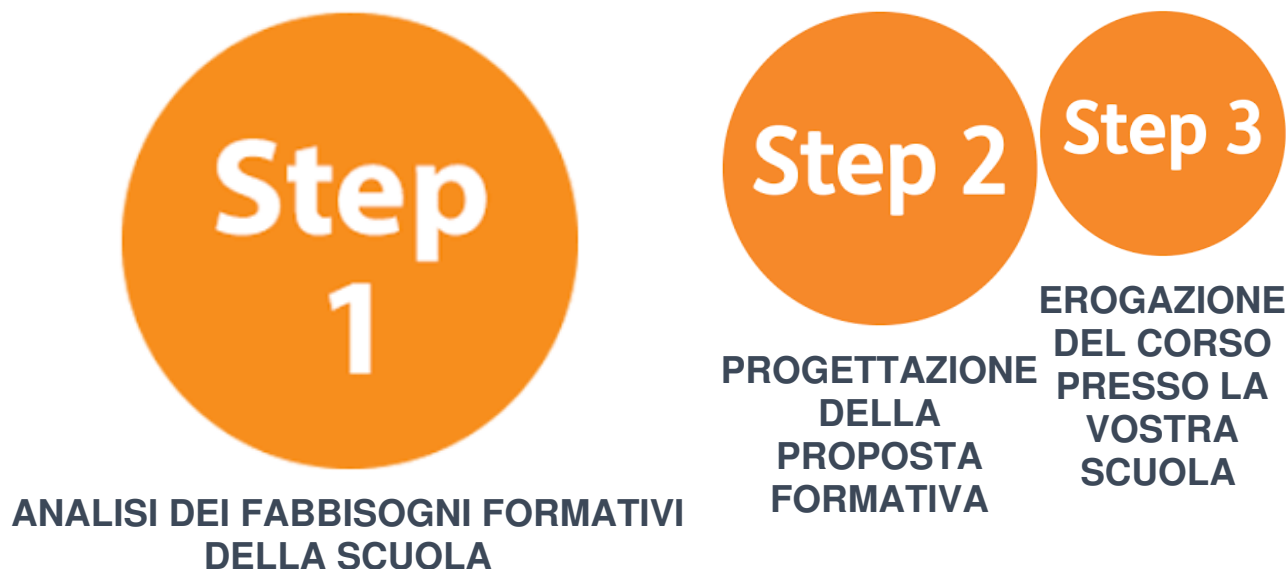 Step
1
ANALISI DEI FABBISOGNI FORMATIVI
DELLA SCUOLA
Step 2
PROGETTAZIONE
DELLA
PROPOSTA
FORMATIVA
Step 3
EROGAZIONE
DEL CORSO
PRESSO LA
VOSTRA
SCUOLA